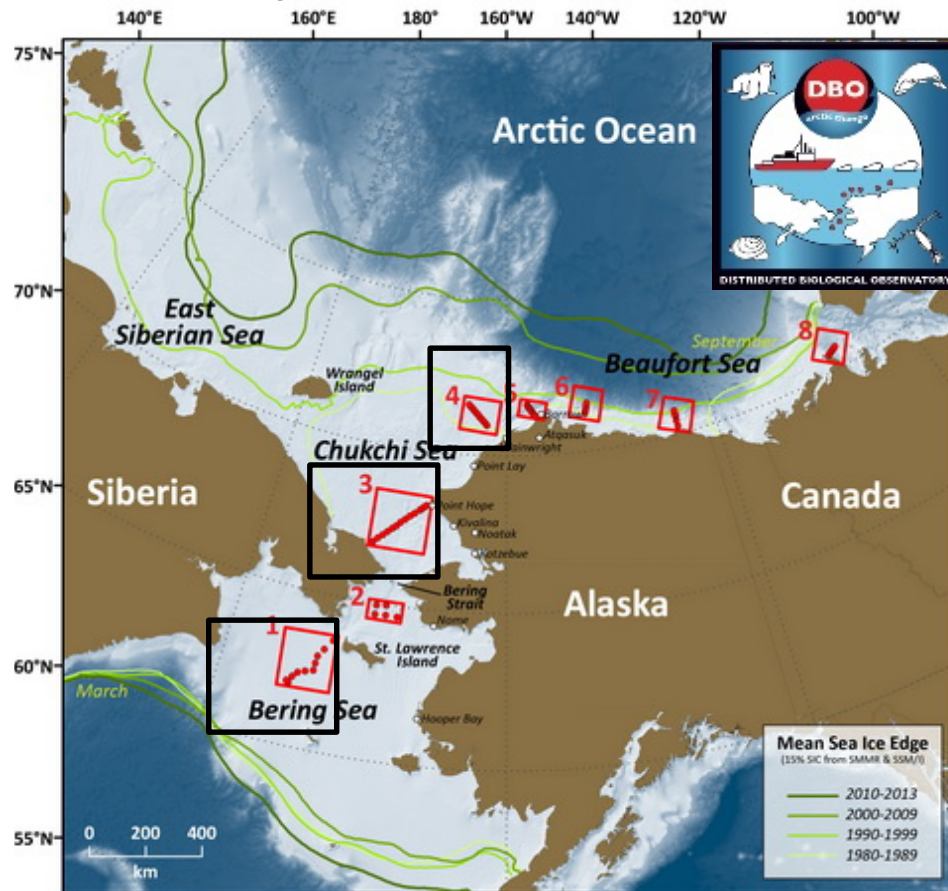 140°E 160°E 180° 160°W 140°W 120°W 100°W
75°N
DBO
arctic change
Arctic Ocean
DISTRIBUTED BIOLOGICAL OBSERVATORY
70°N
East
Siberian Sea
September
8
Beaufort Sea
Wrangel
Island
4
5
6
7
Barrow
Atqasuk
Wainwright
Chukchi Sea
Point Lay
65°N
Siberia
3
Point Hope
Canada
Kivalina
Noatak
Kotzebue
Bering
Strait
2
Alaska
Nome
1
St. Lawrence
Island
60°N
March
Bering Sea
Hooper Bay
Mean Sea Ice Edge
(15% SIC from SMMR & SSM/I)
2010-2013
2000-2009
1990-1999
1980-1989
55°N
0 200 400
km